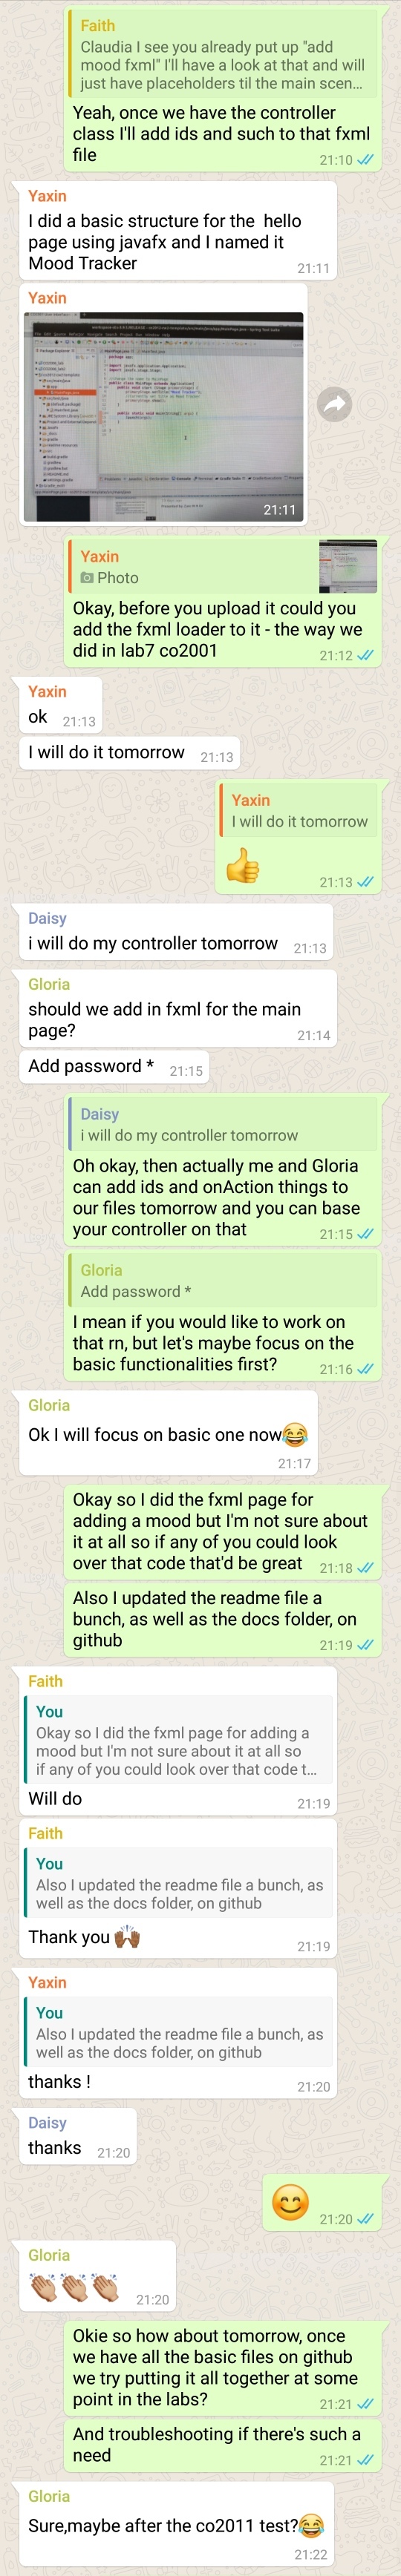 Faith
Claudia I see you already put up "add
mood fxml" I'll have a look at that and will
just have placeholders til the main scen...
Yeah, once we have the controller
class I'll add ids and such to that fxml
file
21:10
Yaxin
I did a basic structure for the hello
page using javafx and I named it
Mood Tracker
21:11
Yaxin
21:11
Yaxin
Photo
Okay, before you upload it could you
add the fxml loader to it - the way we
did in lab7 co2001
21:12
Yaxin
ok 21:13
I will do it tomorrow 21:13
Yaxin
I will do it tomorrow
👍
21:13
Daisy
i will do my controller tomorrow 21:13
Gloria
should we add in fxml for the main
page?
21:14
Add password * 21:15
Daisy
i will do my controller tomorrow
Oh okay, then actually me and Gloria
can add ids and onAction things to
our files tomorrow and you can base
your controller on that
21:15
Gloria
Add password *
I mean if you would like to work on
that rn, but let's maybe focus on the
basic functionalities first?
21:16
Gloria
Ok I will focus on basic one now😂
21:17
Okay so I did the fxml page for
adding a mood but I'm not sure about
it at all so if any of you could look
over that code that'd be great
21:18
Also I updated the readme file a
bunch, as well as the docs folder, on
github
21:19
Faith
You
Okay so I did the fxml page for adding a
mood but I'm not sure about it at all so
if any of you could look over that code t...
Will do
21:19
Faith
You
Also I updated the readme file a bunch, as
well as the docs folder, on github
Thank you 🙌🏾
21:19
Yaxin
You
Also I updated the readme file a bunch, as
well as the docs folder, on github
thanks !
21:20
Daisy
thanks 21:20
😊 21:20
Gloria
👏🏼👏🏼👏🏼 21:20
Okie so how about tomorrow, once
we have all the basic files on github
we try putting it all together at some
point in the labs?
21:21
And troubleshooting if there's such a
need
21:21
Gloria
Sure,maybe after the co2011 test?😂
21:22